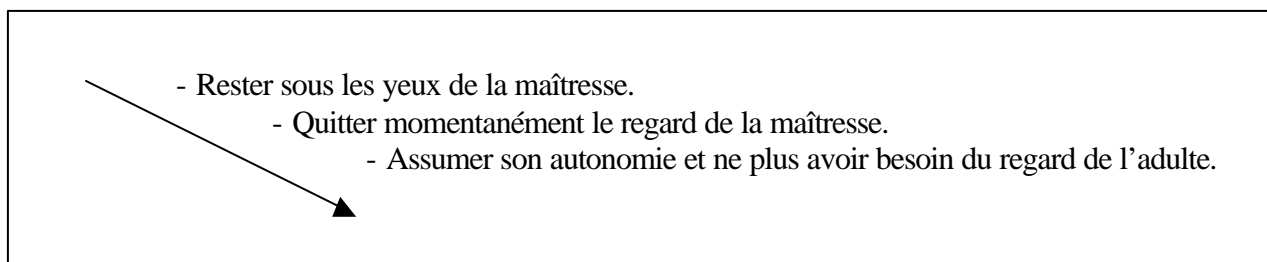 - Rester sous les yeux de la maîtresse.
- Quitter momentanément le regard de la maîtresse.
- Assumer son autonomie et ne plus avoir besoin du regard de l’adulte.